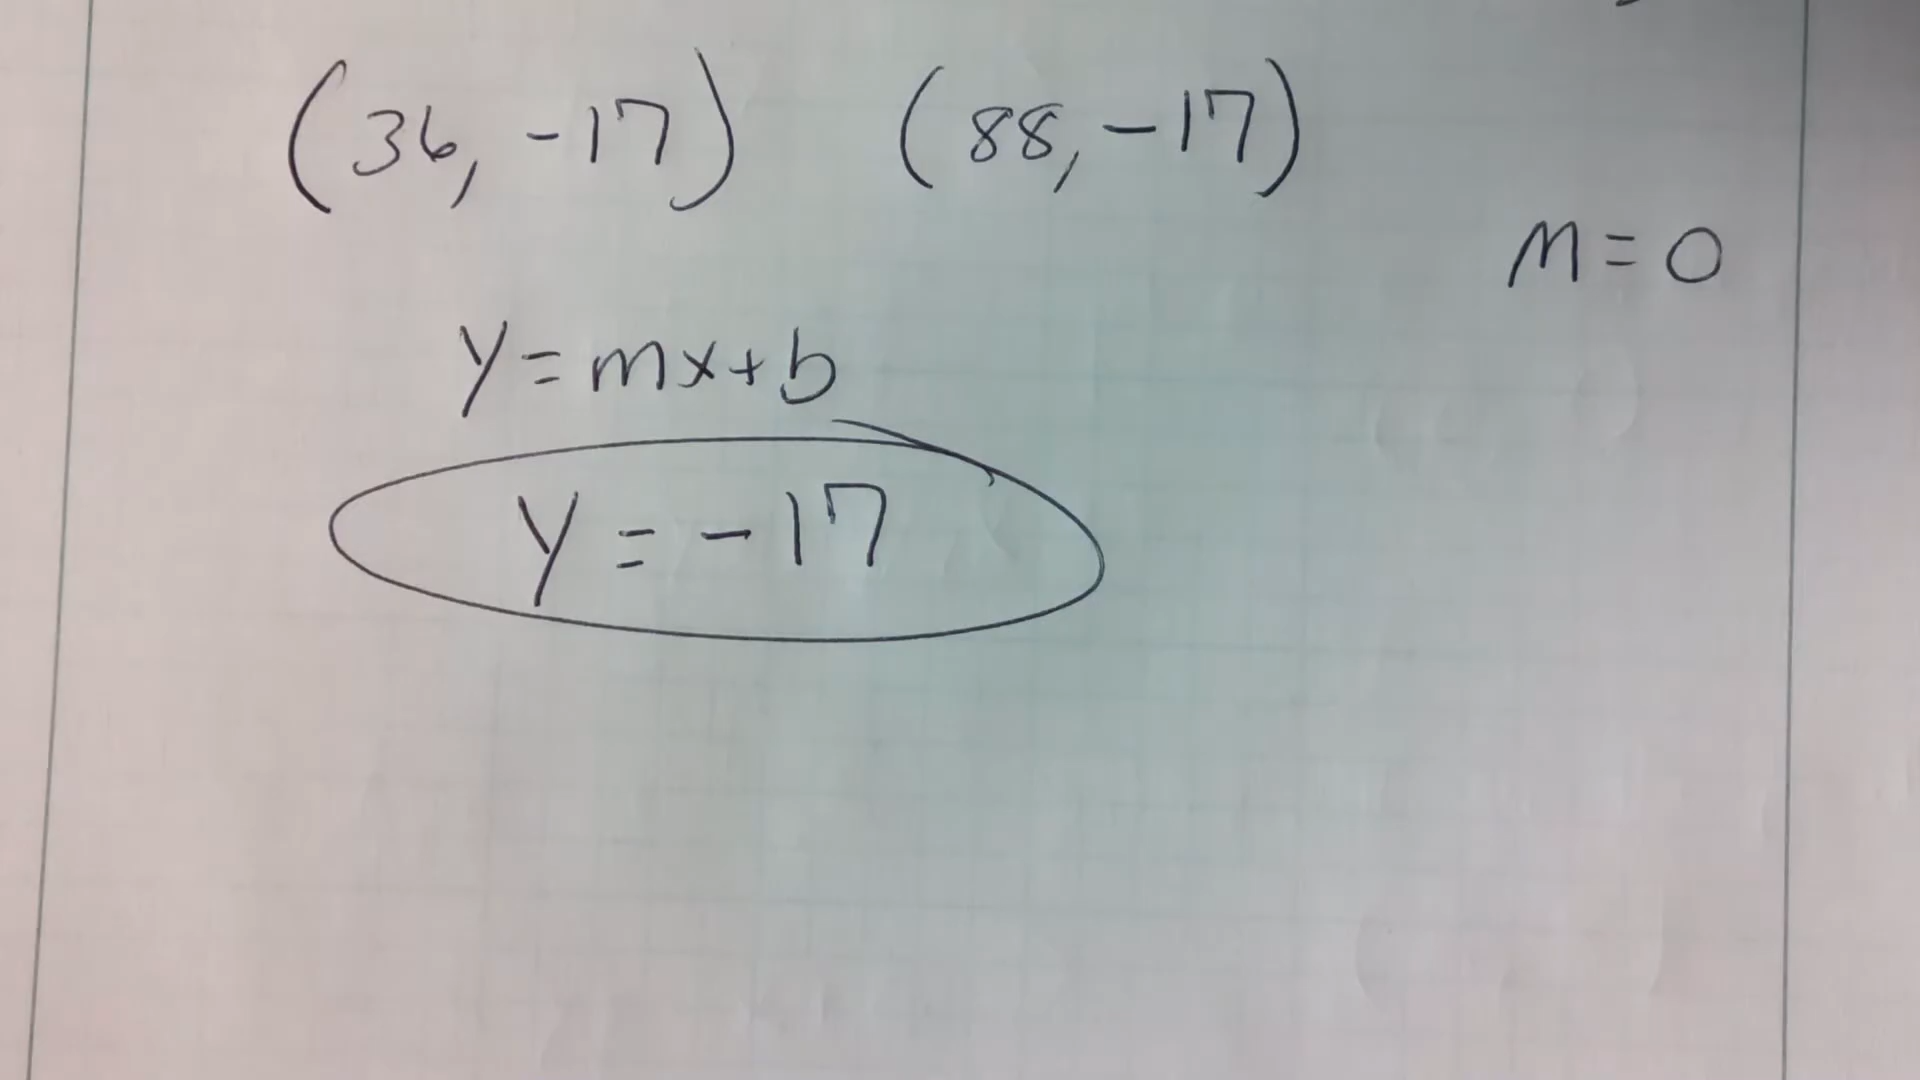 (36, -17) (88, -17)
m = 0
y = mx + b
y = -17